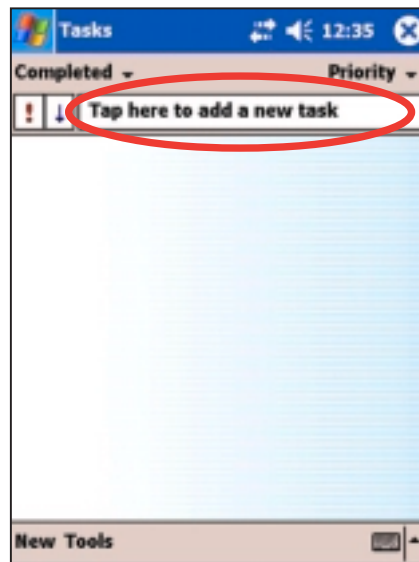 Tasks 12:35
Completed Priority
! ↓ Tap here to add a new task
New Tools